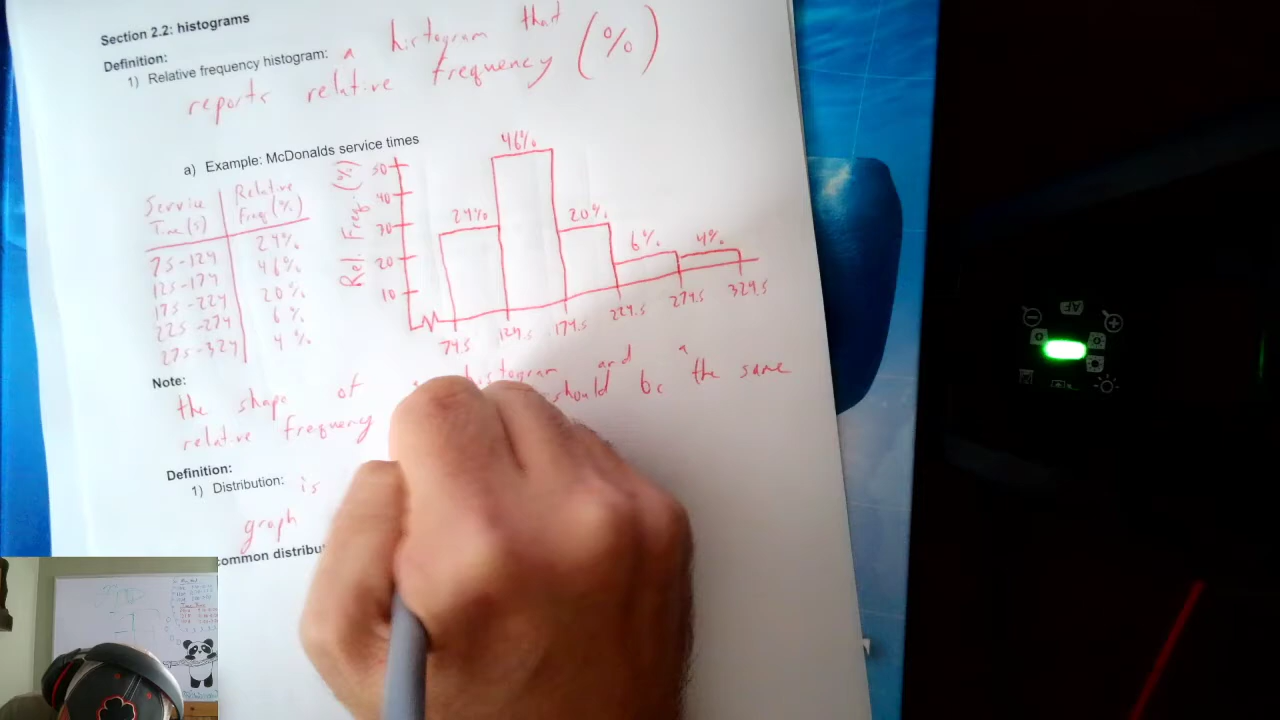 Section 2.2: histograms
Definition:
1) Relative frequency histogram: a histogram that
reports relative frequency (%)
a) Example: McDonalds service times
Service Time (s) Relative Freq (%)
75-124 24%
125-174 46%
175-224 20%
225-274 6%
275-324 4%
Rel. Freq. (%)
50
40
30
20
10
24% 46% 20% 6% 4%
74.5 124.5 174.5 224.5 274.5 324.5
Note:
the shape of histogram and a
relative frequency should be the same
Definition:
1) Distribution: is
graph
common distribu